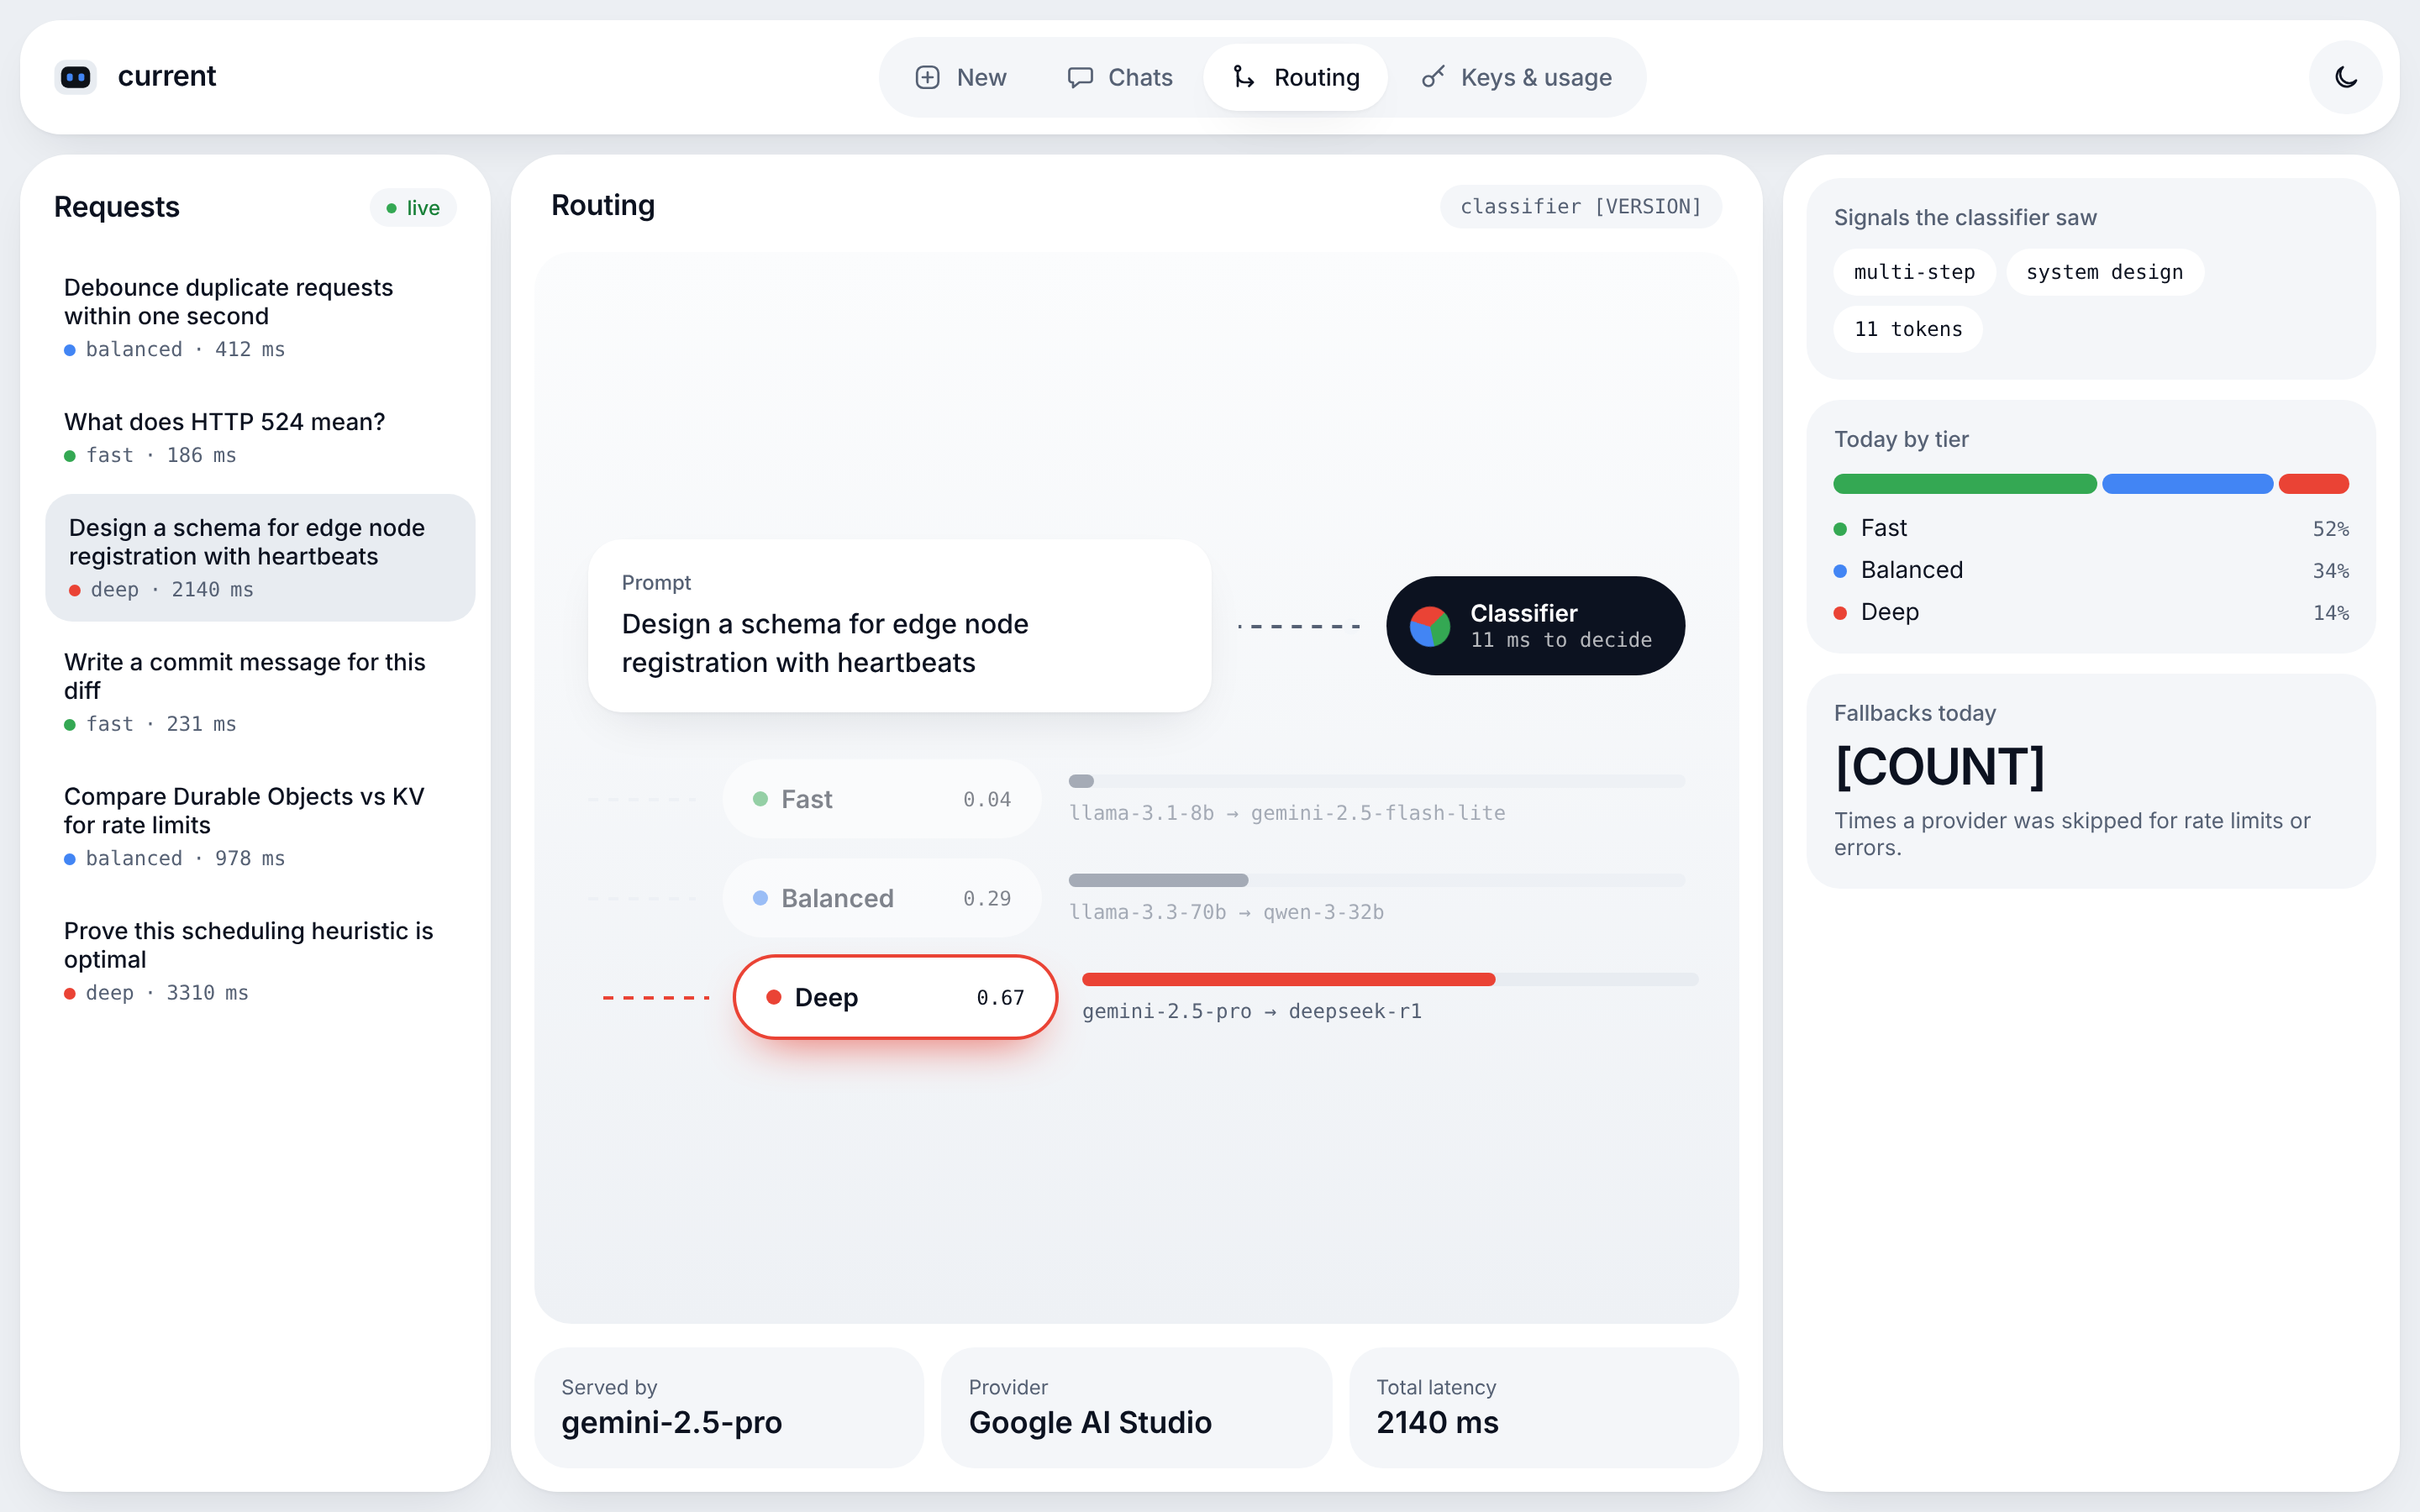 current
New
Chats
Routing
Keys & usage
Requests
live
Debounce duplicate requests
within one second
balanced · 412 ms
What does HTTP 524 mean?
fast · 186 ms
Design a schema for edge node
registration with heartbeats
deep · 2140 ms
Write a commit message for this
diff
fast · 231 ms
Compare Durable Objects vs KV
for rate limits
balanced · 978 ms
Prove this scheduling heuristic is
optimal
deep · 3310 ms
Routing
classifier [VERSION]
Prompt
Design a schema for edge node
registration with heartbeats
Classifier
11 ms to decide
Fast
0.04
llama-3.1-8b → gemini-2.5-flash-lite
Balanced
0.29
llama-3.3-70b → qwen-3-32b
Deep
0.67
gemini-2.5-pro → deepseek-r1
Served by
gemini-2.5-pro
Provider
Google AI Studio
Total latency
2140 ms
Signals the classifier saw
multi-step
system design
11 tokens
Today by tier
Fast
52%
Balanced
34%
Deep
14%
Fallbacks today
[COUNT]
Times a provider was skipped for rate limits or
errors.